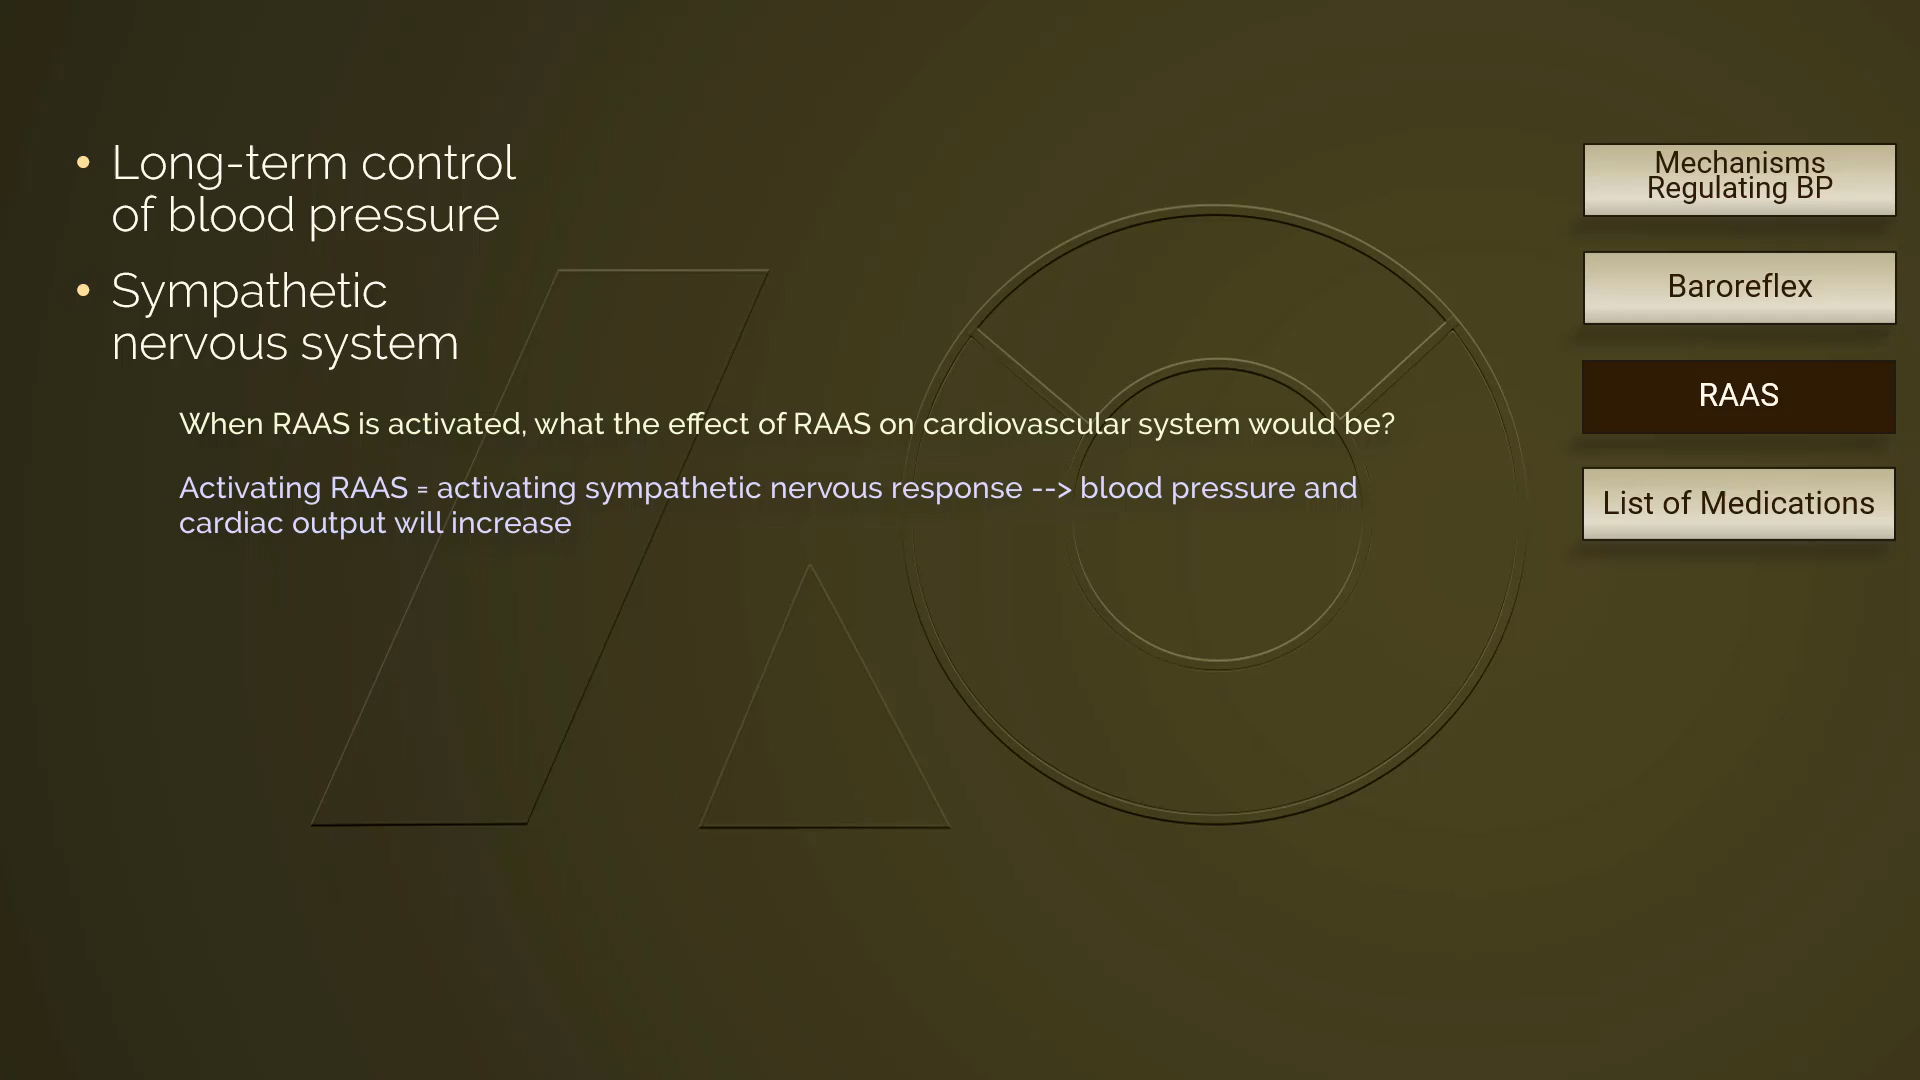 • Long-term control
of blood pressure
• Sympathetic
nervous system
When RAAS is activated, what the effect of RAAS on cardiovascular system would be?
Activating RAAS = activating sympathetic nervous response --> blood pressure and
cardiac output will increase
Mechanisms
Regulating BP
Baroreflex
RAAS
List of Medications